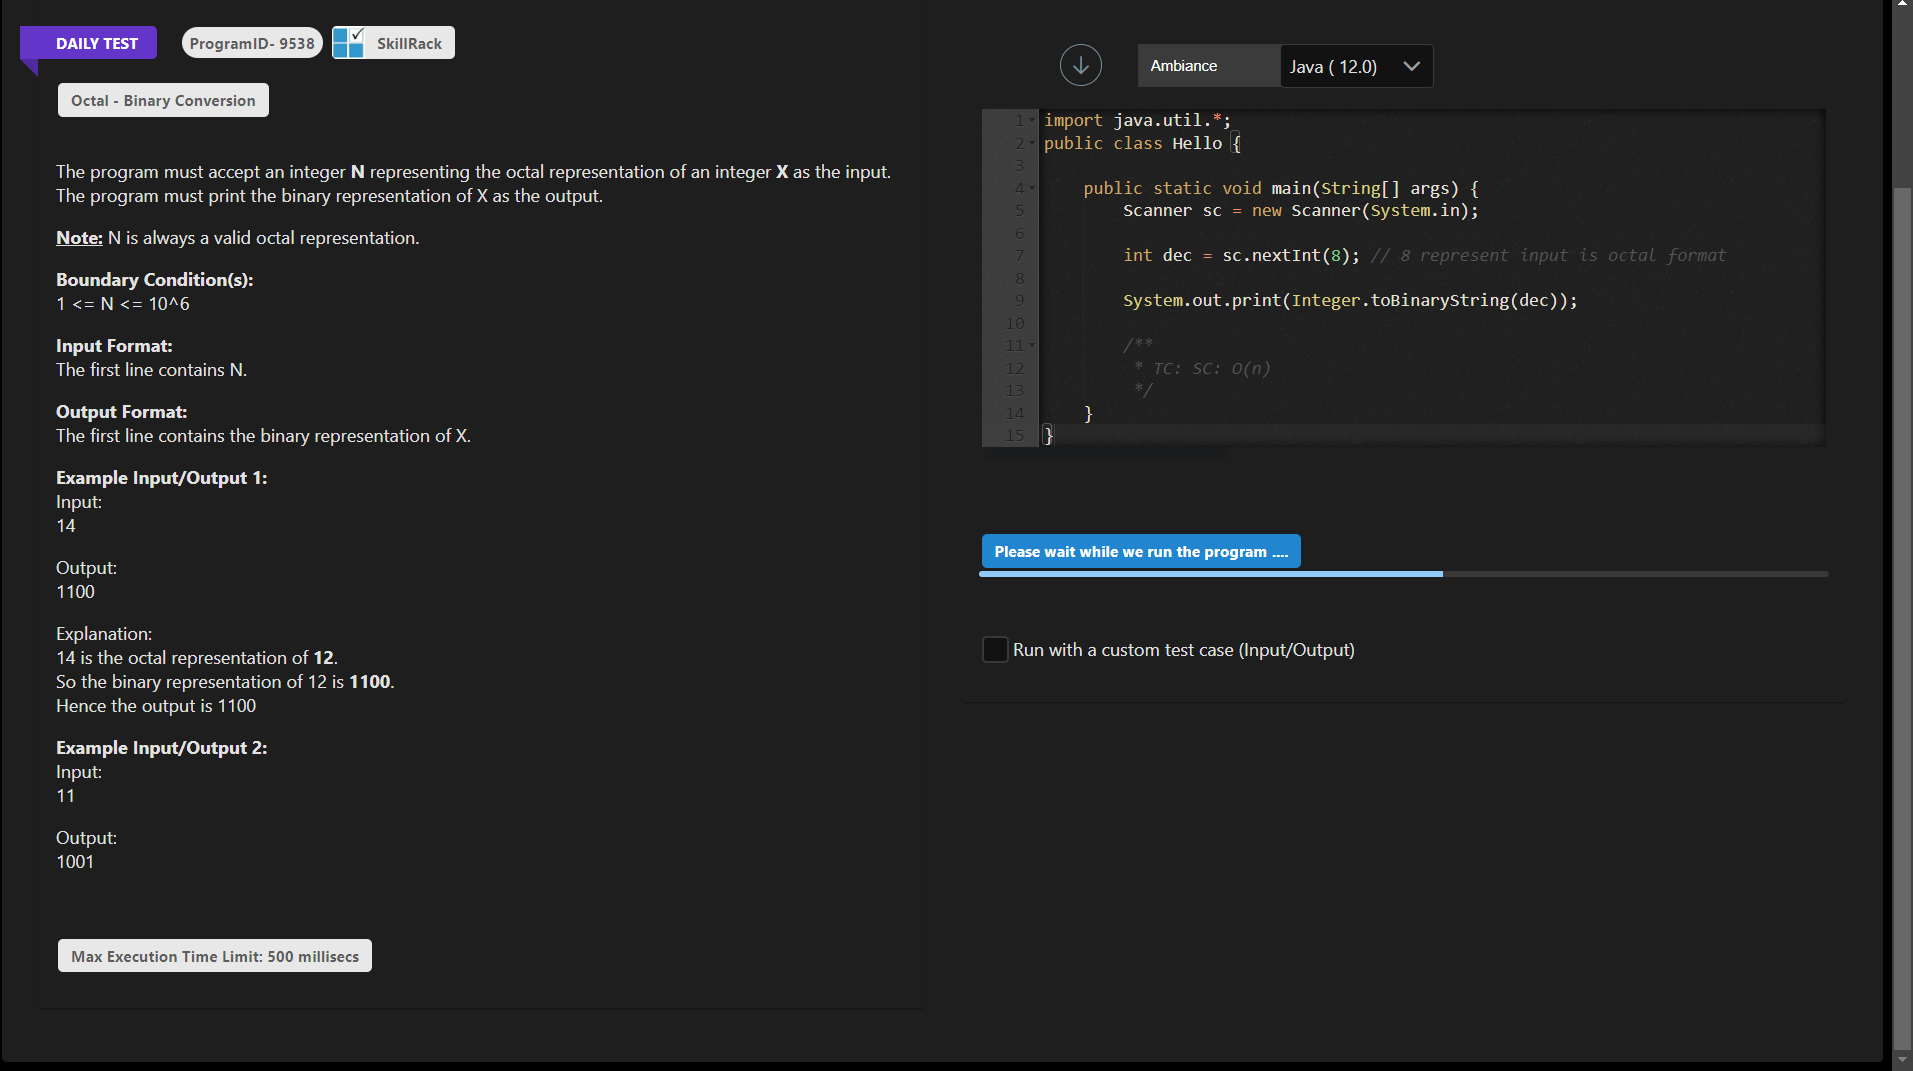 DAILY TEST
ProgramID- 9538
SkillRack
Octal - Binary Conversion
The program must accept an integer N representing the octal representation of an integer X as the input.
The program must print the binary representation of X as the output.
Note: N is always a valid octal representation.
Boundary Condition(s):
1 <= N <= 10^6
Input Format:
The first line contains N.
Output Format:
The first line contains the binary representation of X.
Example Input/Output 1:
Input:
14
Output:
1100
Explanation:
14 is the octal representation of 12.
So the binary representation of 12 is 1100.
Hence the output is 1100
Example Input/Output 2:
Input:
11
Output:
1001
Max Execution Time Limit: 500 millisecs
Ambiance
Java ( 12.0)
1 import java.util.*;
2 public class Hello {
3
4 public static void main(String[] args) {
5 Scanner sc = new Scanner(System.in);
6
7 int dec = sc.nextInt(8); // 8 represent input is octal format
8
9 System.out.print(Integer.toBinaryString(dec));
10
11 /**
12 * TC: SC: O(n)
13 */
14 }
15 }
Please wait while we run the program ....
Run with a custom test case (Input/Output)